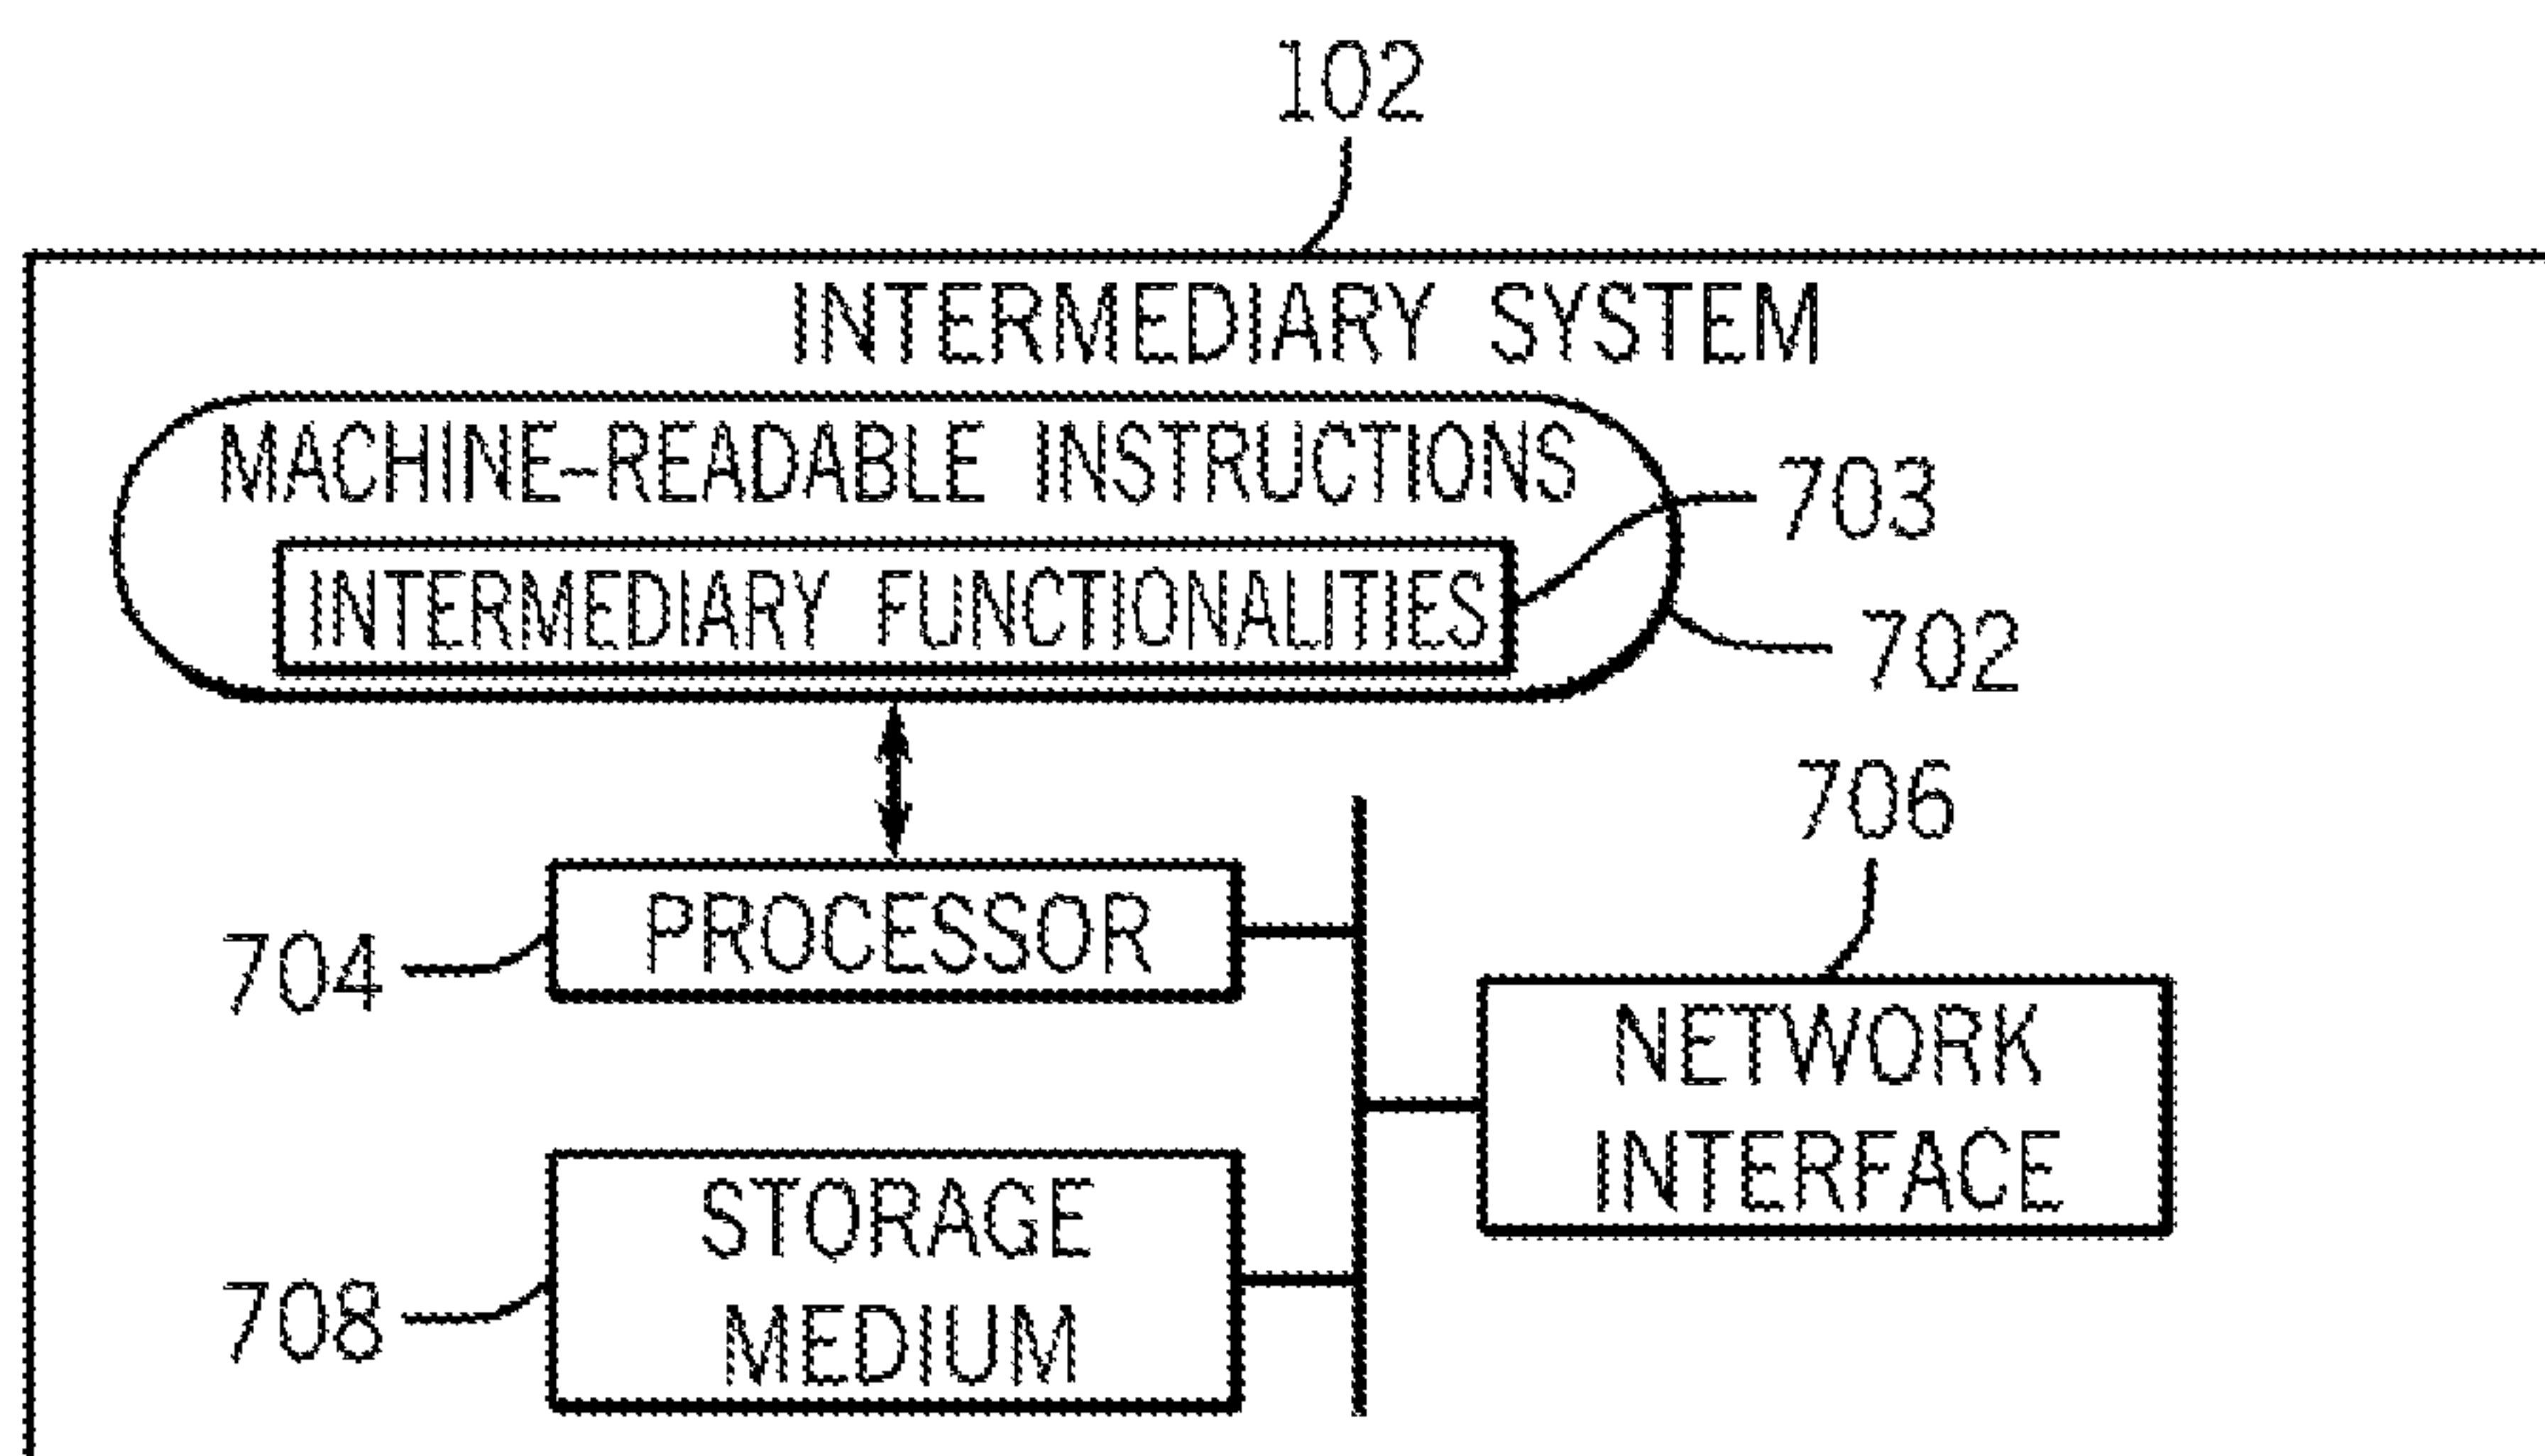 102
INTERMEDIARY SYSTEM
MACHINE-READABLE INSTRUCTIONS
703
INTERMEDIARY FUNCTIONALITIES
702
706
PROCESSOR
704
NETWORK
INTERFACE
STORAGE
MEDIUM
708